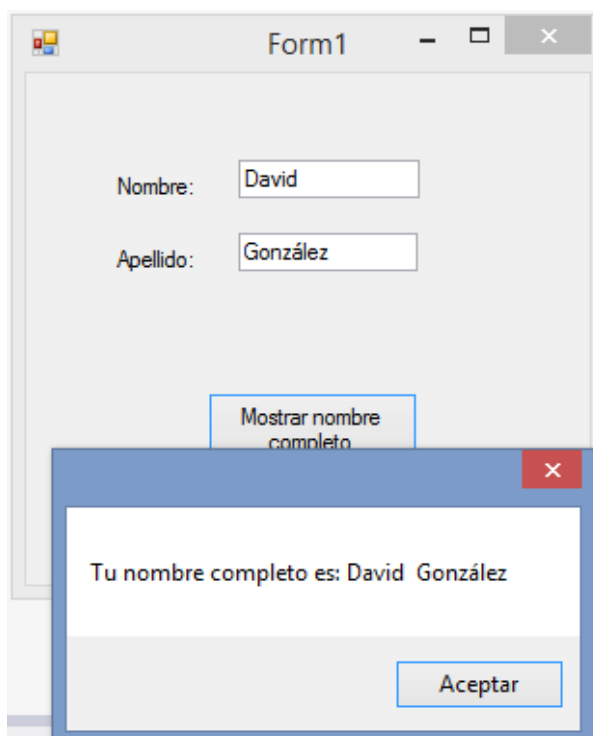 Form1
Nombre: David
Apellido: González
Mostrar nombre
completo
Tu nombre completo es: David  González
Aceptar